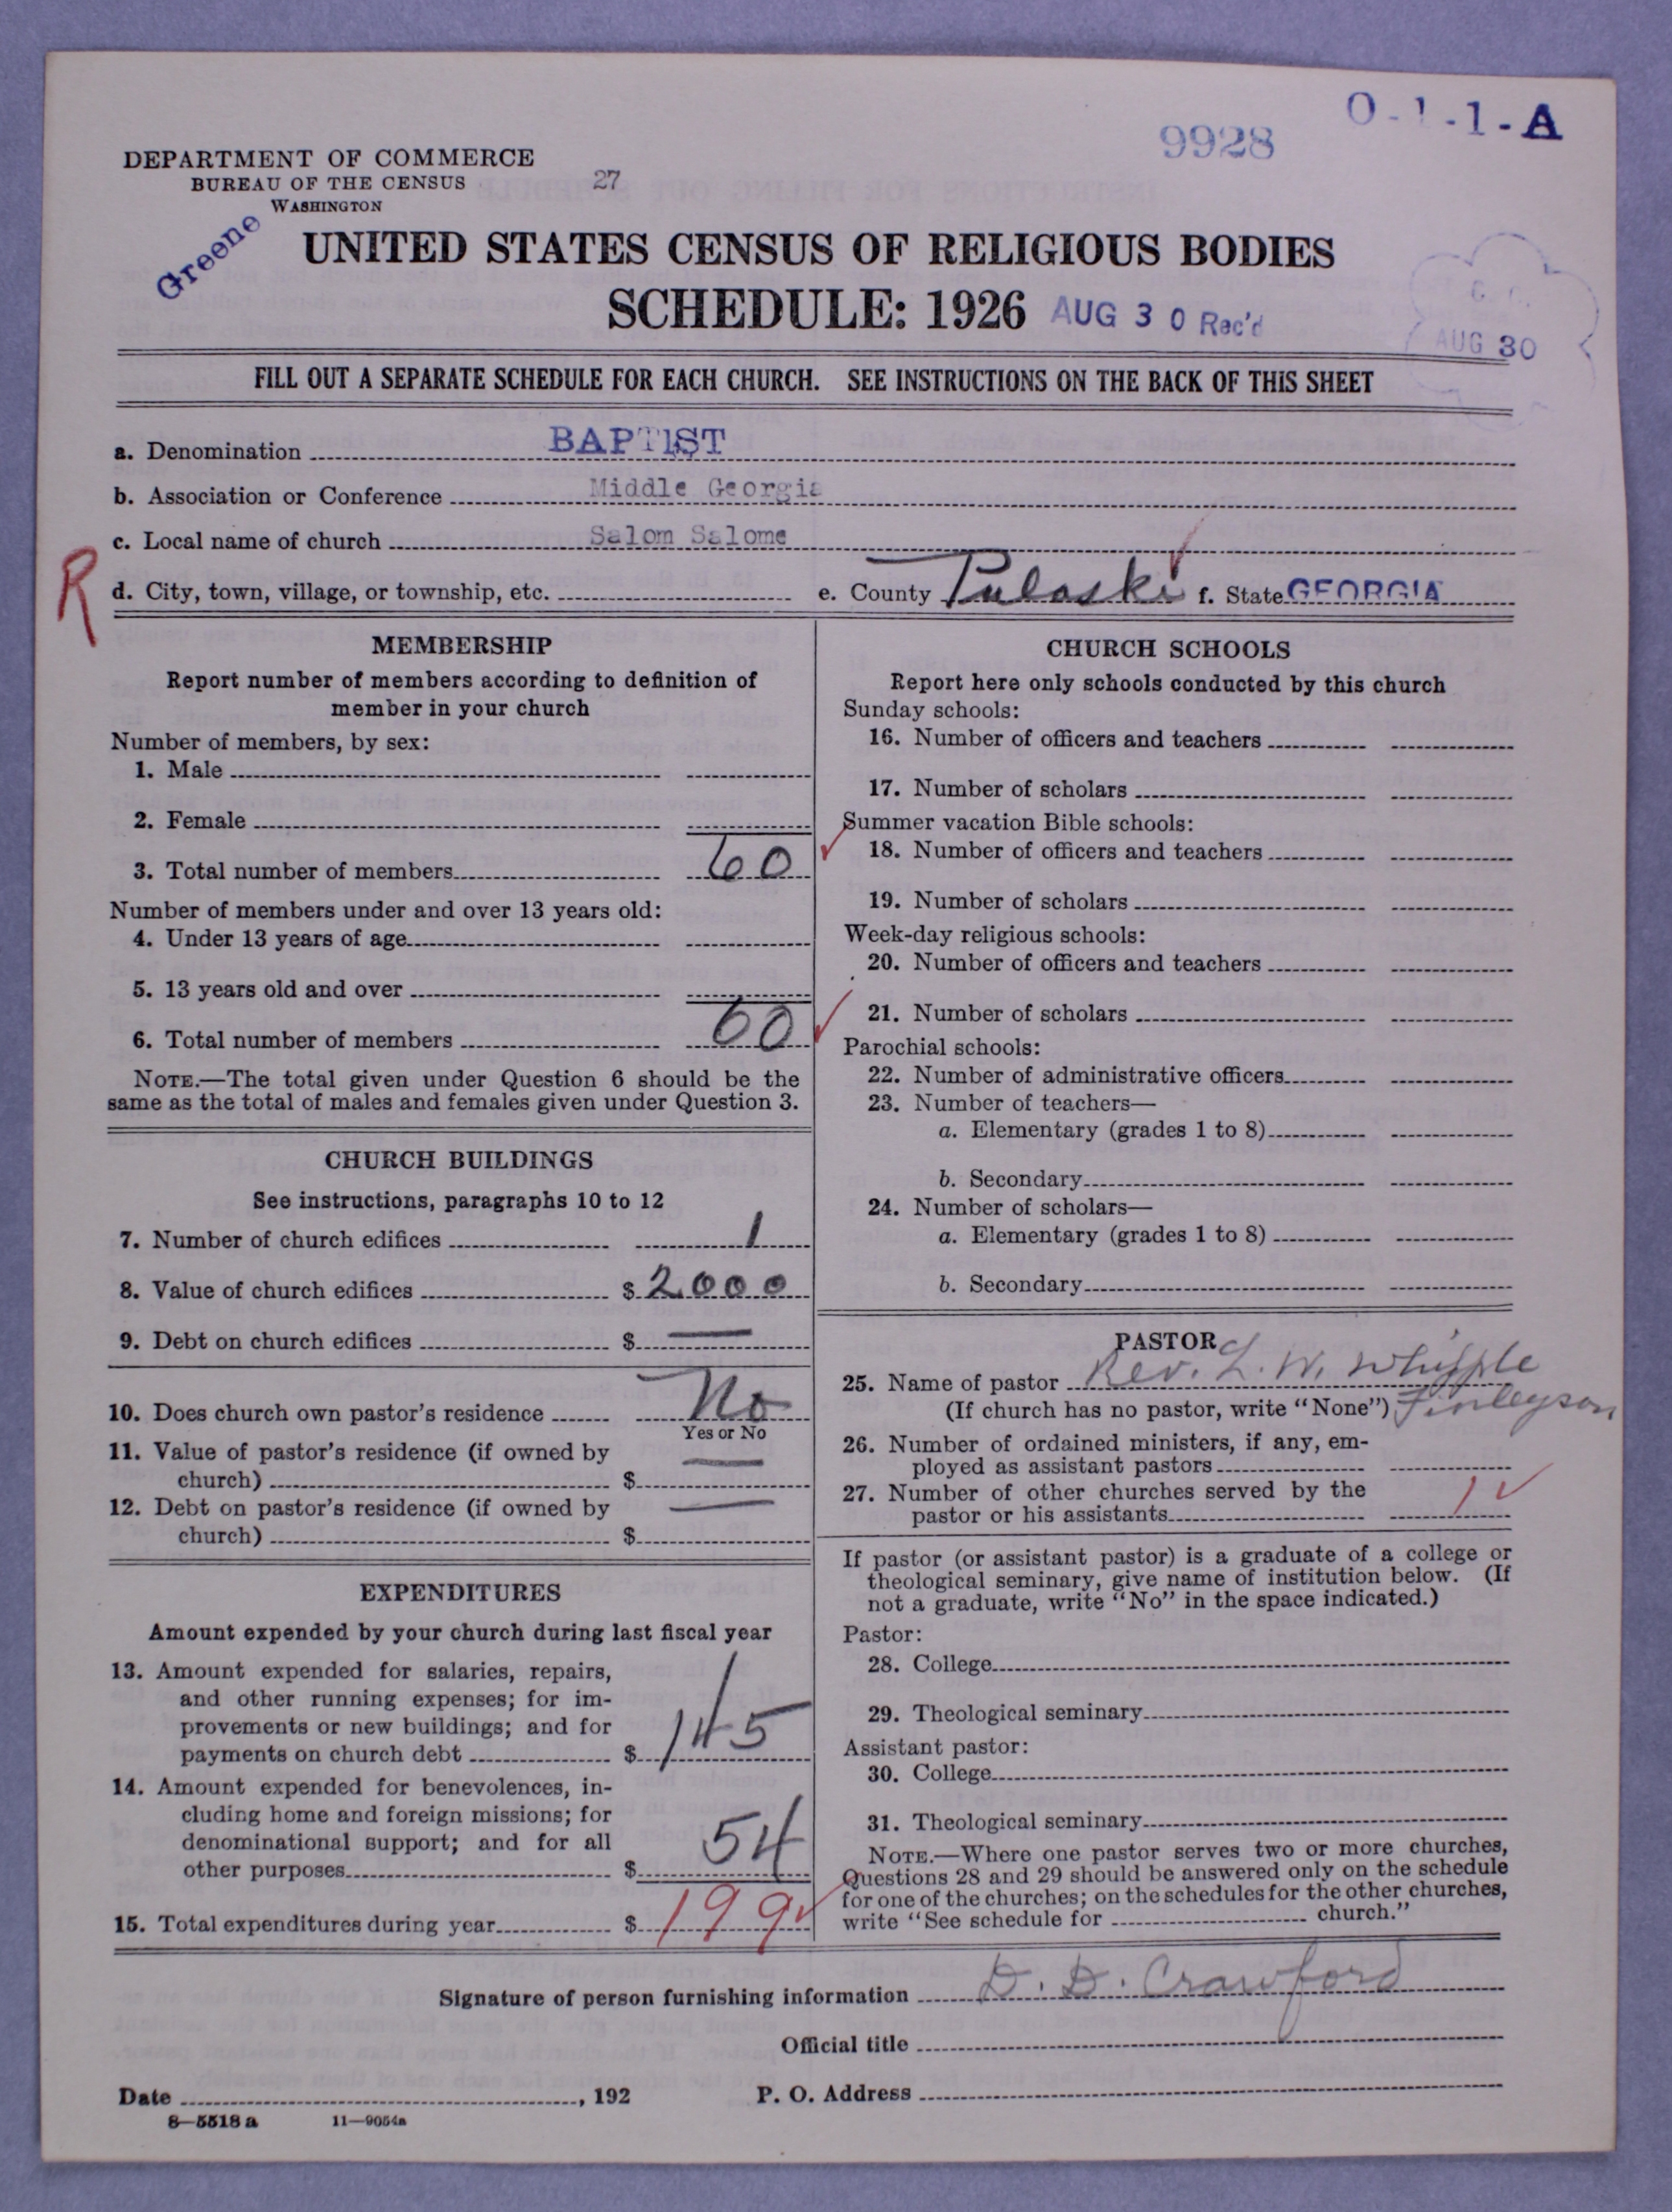 O-1-1-A
9928
DEPARTMENT OF COMMERCE
BUREAU OF THE CENSUS
27
WASHINGTON
Greene
UNITED STATES CENSUS OF RELIGIOUS BODIES
SCHEDULE: 1926 AUG 30 Rec'd
AUG 30
FILL OUT A SEPARATE SCHEDULE FOR EACH CHURCH. SEE INSTRUCTIONS ON THE BACK OF THIS SHEET
a. Denomination BAPTIST
b. Association or Conference Middle Georgia
c. Local name of church Salom Salome
R
d. City, town, village, or township, etc. e. County Pulaski f. State GEORGIA
MEMBERSHIP
Report number of members according to definition of
member in your church
Number of members, by sex:
1. Male
2. Female
3. Total number of members 60
Number of members under and over 13 years old:
4. Under 13 years of age
5. 13 years old and over
6. Total number of members 60
NOTE.—The total given under Question 6 should be the
same as the total of males and females given under Question 3.
CHURCH BUILDINGS
See instructions, paragraphs 10 to 12
7. Number of church edifices 1
8. Value of church edifices $ 2000
9. Debt on church edifices $ —
10. Does church own pastor's residence No
Yes or No
11. Value of pastor's residence (if owned by
church) $ —
12. Debt on pastor's residence (if owned by
church) $ —
EXPENDITURES
Amount expended by your church during last fiscal year
13. Amount expended for salaries, repairs,
and other running expenses; for im-
provements or new buildings; and for
payments on church debt $ 145
14. Amount expended for benevolences, in-
cluding home and foreign missions; for
denominational support; and for all
other purposes $ 54
15. Total expenditures during year $ 199
CHURCH SCHOOLS
Report here only schools conducted by this church
Sunday schools:
16. Number of officers and teachers
17. Number of scholars
Summer vacation Bible schools:
18. Number of officers and teachers
19. Number of scholars
Week-day religious schools:
20. Number of officers and teachers
21. Number of scholars
Parochial schools:
22. Number of administrative officers
23. Number of teachers—
a. Elementary (grades 1 to 8)
b. Secondary
24. Number of scholars—
a. Elementary (grades 1 to 8)
b. Secondary
PASTOR
25. Name of pastor Rev. L. W. Whipple
(If church has no pastor, write "None") Finleyson
26. Number of ordained ministers, if any, em-
ployed as assistant pastors
27. Number of other churches served by the
pastor or his assistants 1
If pastor (or assistant pastor) is a graduate of a college or
theological seminary, give name of institution below. (If
not a graduate, write "No" in the space indicated.)
Pastor:
28. College
29. Theological seminary
Assistant pastor:
30. College
31. Theological seminary
NOTE.—Where one pastor serves two or more churches,
Questions 28 and 29 should be answered only on the schedule
for one of the churches; on the schedules for the other churches,
write "See schedule for church."
Signature of person furnishing information D. D. Crawford
Official title
Date , 192 P. O. Address
8—5518 a 11—9054a